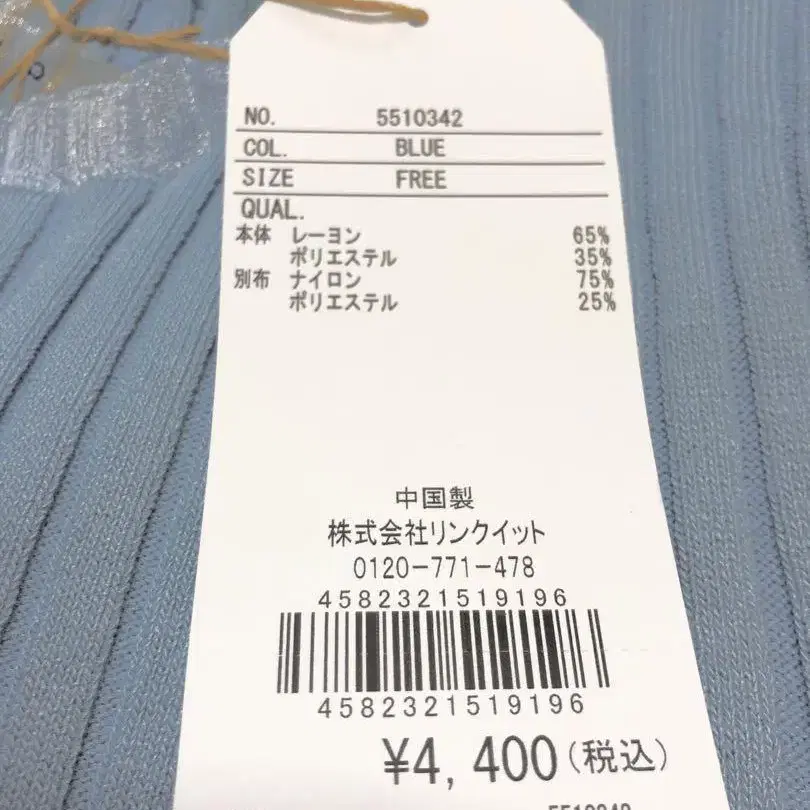 NO. 5510342
COL. BLUE
SIZE FREE
QUAL.
本体 レーヨン 65%
ポリエステル 35%
別布 ナイロン 75%
ポリエステル 25%
中国製
株式会社リンクイット
0120-771-478
4582321519196
4582321519196
¥4,400(税込)